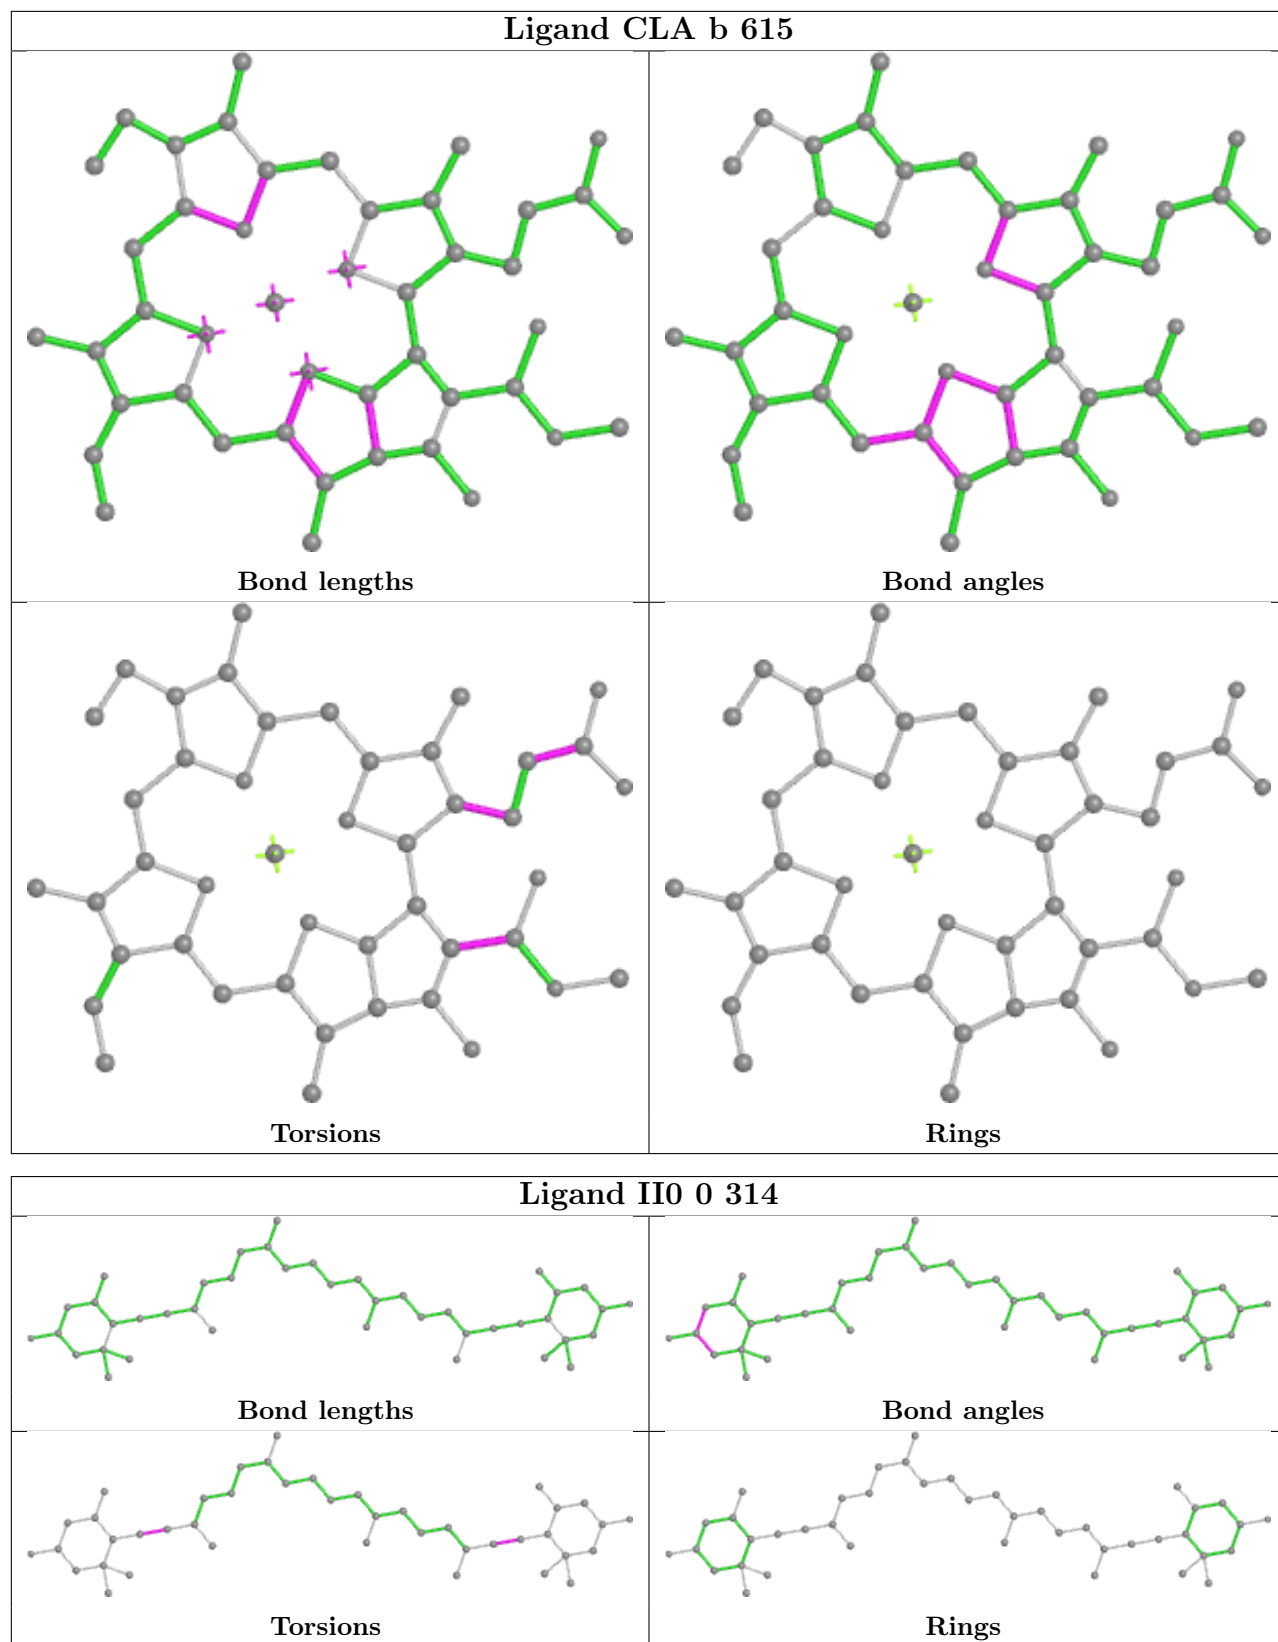 Ligand CLA b 615
Bond lengths
Bond angles
Torsions
Rings
Ligand II0 0 314
Bond lengths
Bond angles
Torsions
Rings